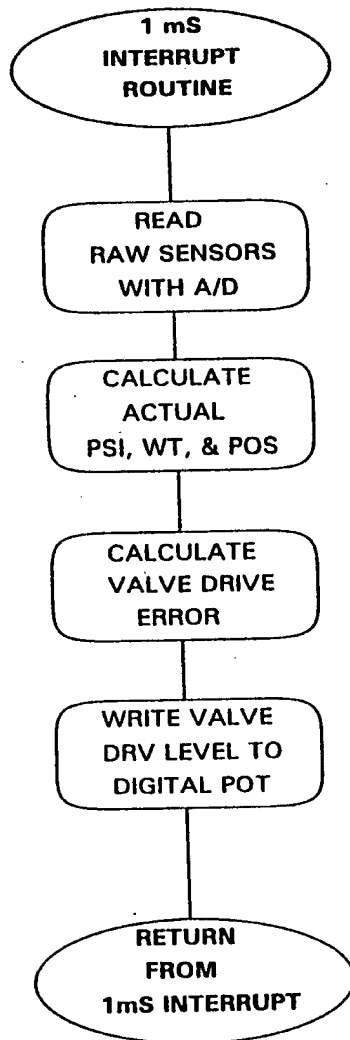 1 mS
INTERRUPT
ROUTINE
READ
RAW SENSORS
WITH A/D
CALCULATE
ACTUAL
PSI, WT, & POS
CALCULATE
VALVE DRIVE
ERROR
WRITE VALVE
DRV LEVEL TO
DIGITAL POT
RETURN
FROM
1mS INTERRUPT